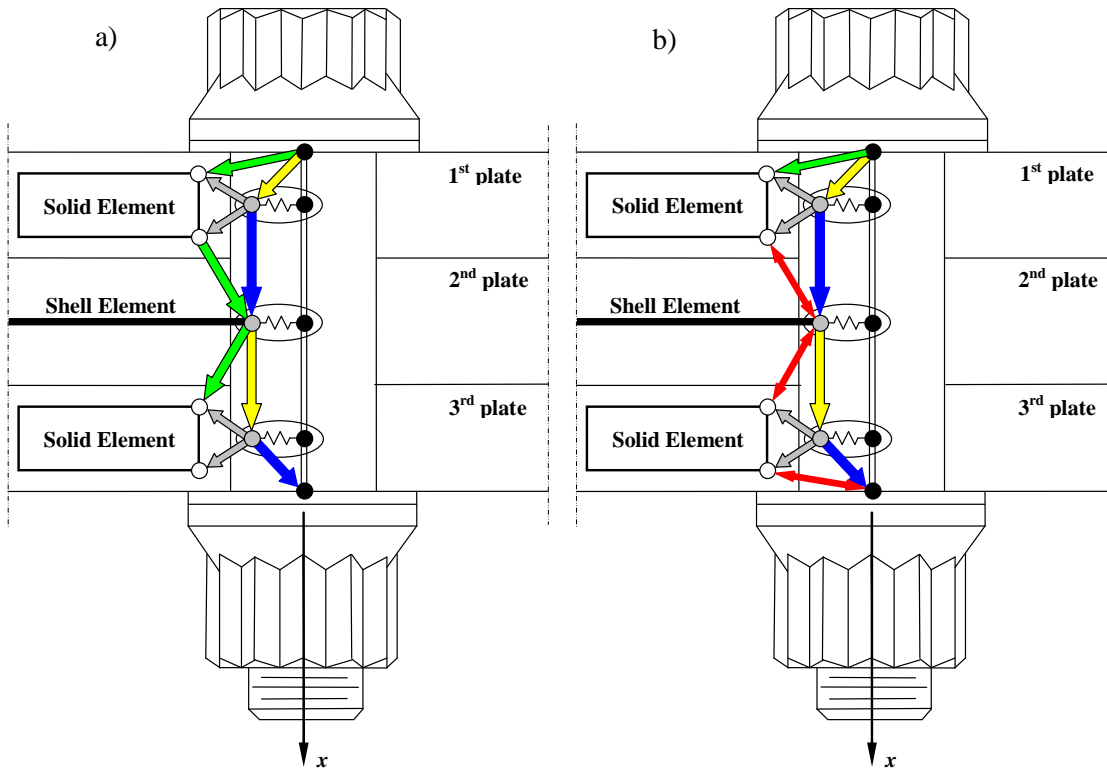 a)
1st plate
Solid Element
2nd plate
Shell Element
3rd plate
Solid Element
x
b)
1st plate
Solid Element
2nd plate
Shell Element
3rd plate
Solid Element
x